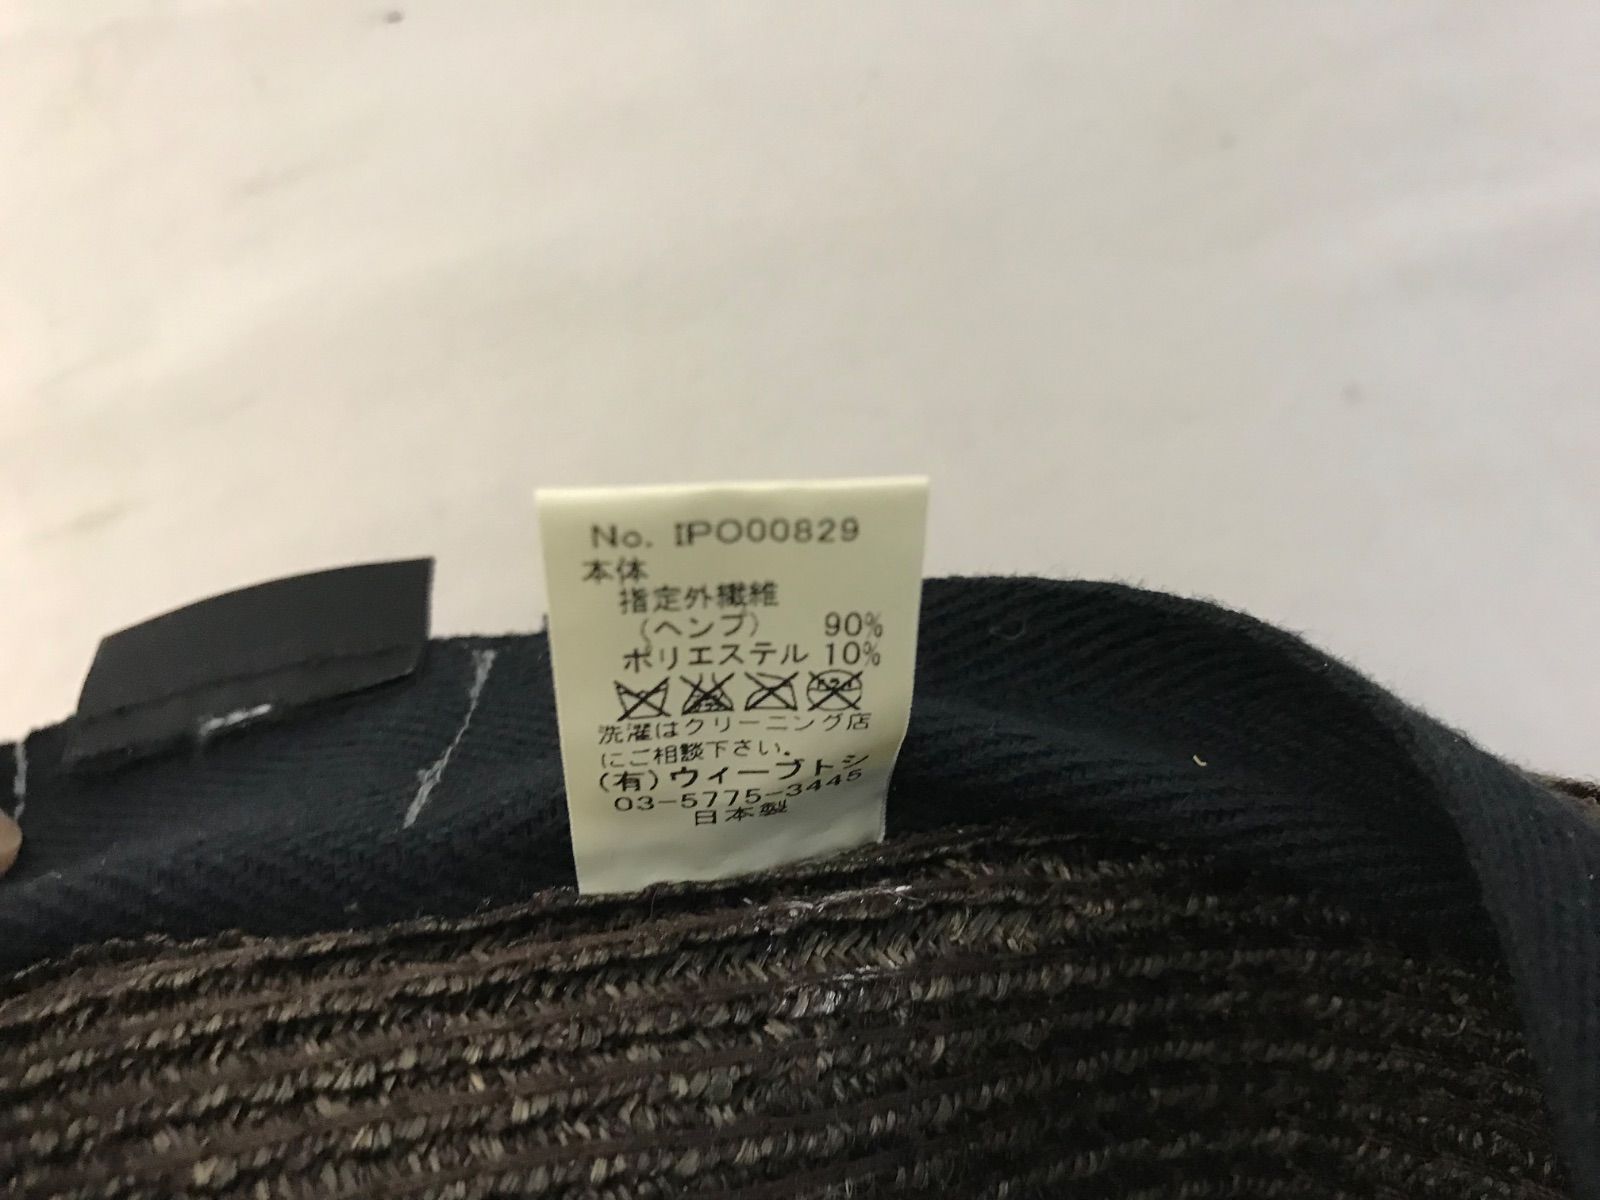 No. IPO00829
本体
指定外繊維
(ヘンプ) 90%
ポリエステル 10%
洗濯はクリーニング店
にご相談下さい。
(有)ウィーブトシ
03-5775-3445
日本製